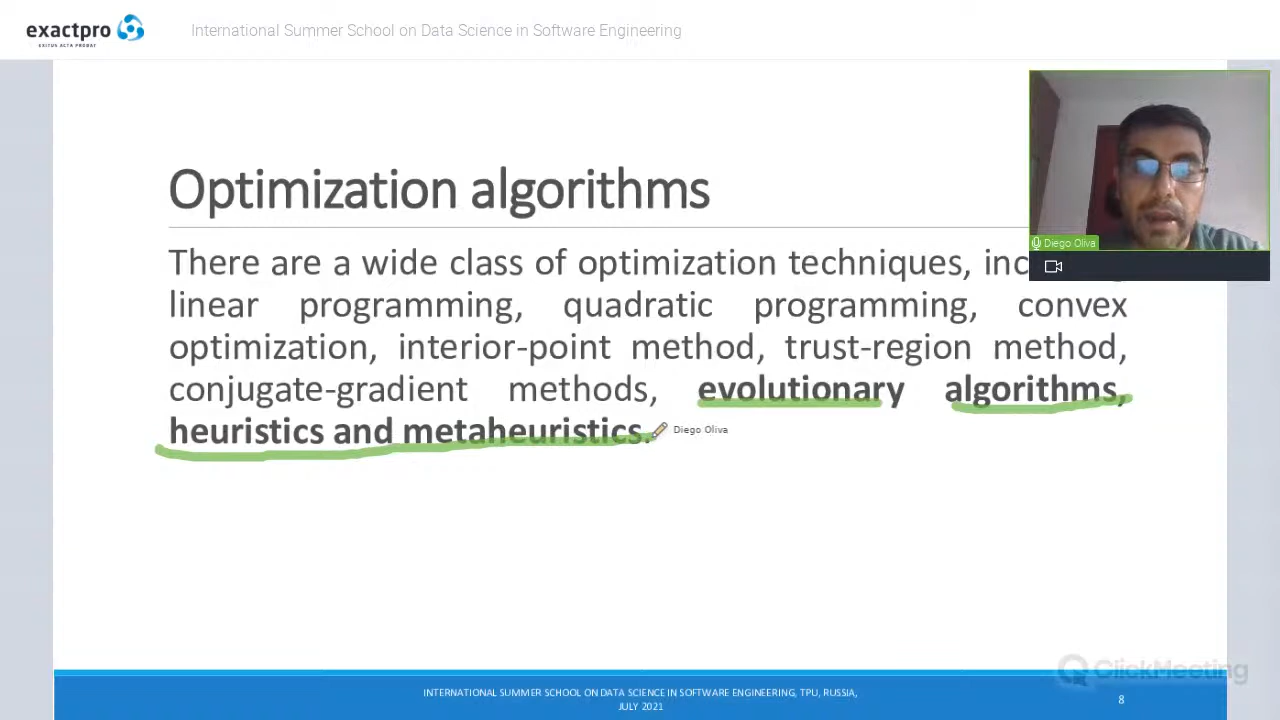 exactpro
EXITUS ACTA PROBAT
International Summer School on Data Science in Software Engineering
Optimization algorithms
Diego Oliva
There are a wide class of optimization techniques,
linear programming, quadratic programming, convex
optimization, interior-point method, trust-region method,
conjugate-gradient methods, evolutionary algorithms,
heuristics and metaheuristics.
Diego Oliva
ClickMeeting
INTERNATIONAL SUMMER SCHOOL ON DATA SCIENCE IN SOFTWARE ENGINEERING, TPU, RUSSIA,
JULY 2021
8